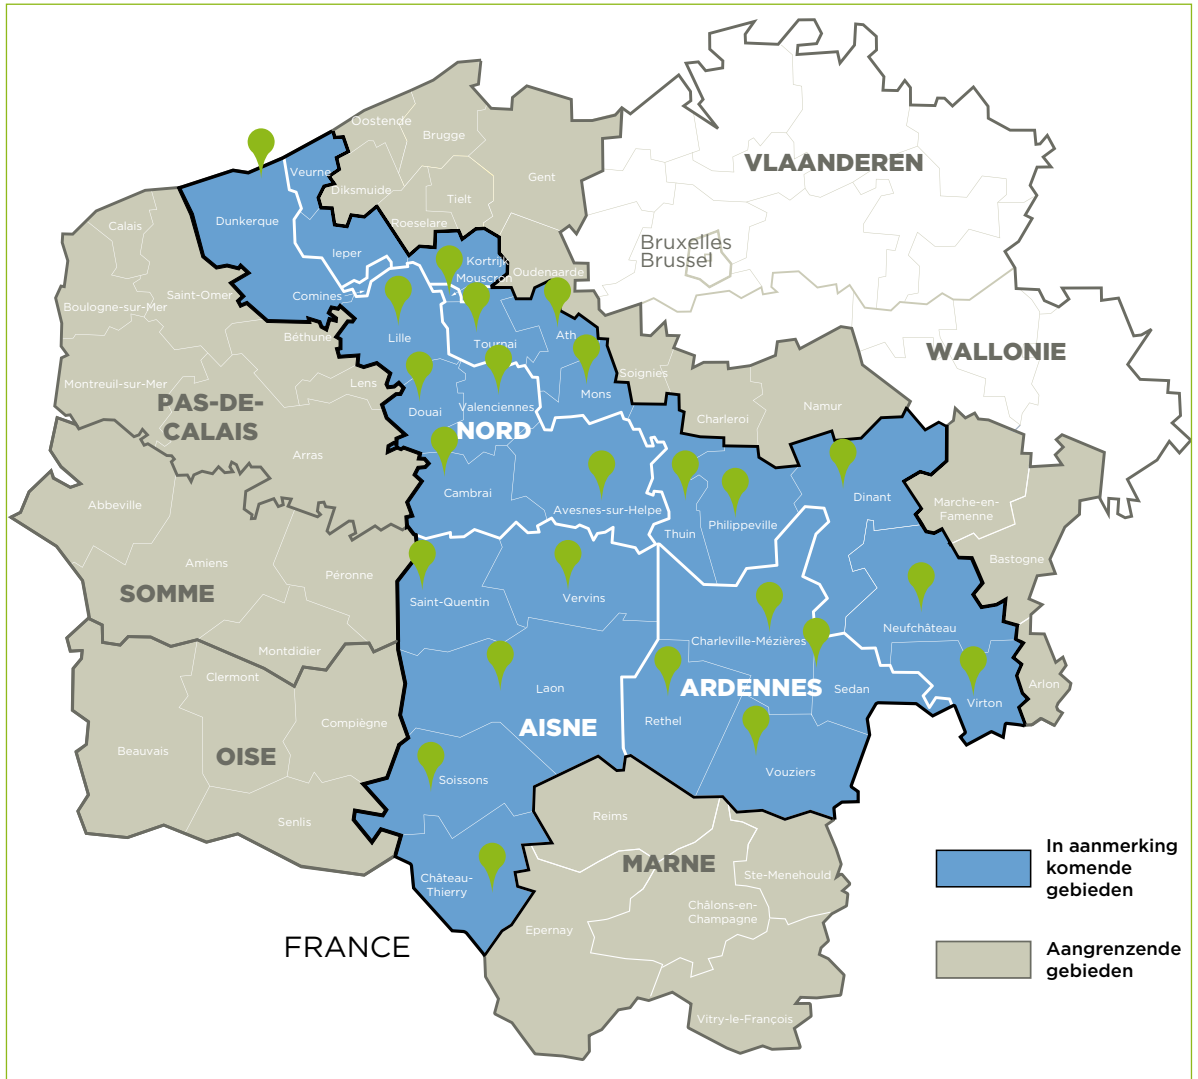 Oostende
Brugge
Veurne
Diksmuide
Gent
Tielt
VLAANDEREN
Dunkerque
Roeselare
Calais
Ieper
Bruxelles
Brussel
Kortrijk
Mouscron
Oudenaarde
Saint-Omer
Comines
Boulogne-sur-Mer
Béthune
Lille
Tournai
Ath
WALLONIE
Montreuil-sur-Mer
Lens
Soignies
Mons
PAS-DE-
CALAIS
Douai
Valenciennes
NORD
Charleroi
Namur
Arras
Cambrai
Avesnes-sur-Helpe
Dinant
Marche-en-
Famenne
Abbeville
Thuin
Philippeville
Amiens
Péronne
Bastogne
SOMME
Saint-Quentin
Vervins
Neufchâteau
Charleville-Mézières
Montdidier
Clermont
Laon
ARDENNES
Sedan
Arlon
Virton
Compiègne
AISNE
Rethel
Beauvais
OISE
Soissons
Vouziers
Senlis
Reims
MARNE
Château-
Thierry
Ste-Menehould
Châlons-en-
Champagne
Epernay
FRANCE
Vitry-le-François
In aanmerking
komende
gebieden
Aangrenzende
gebieden